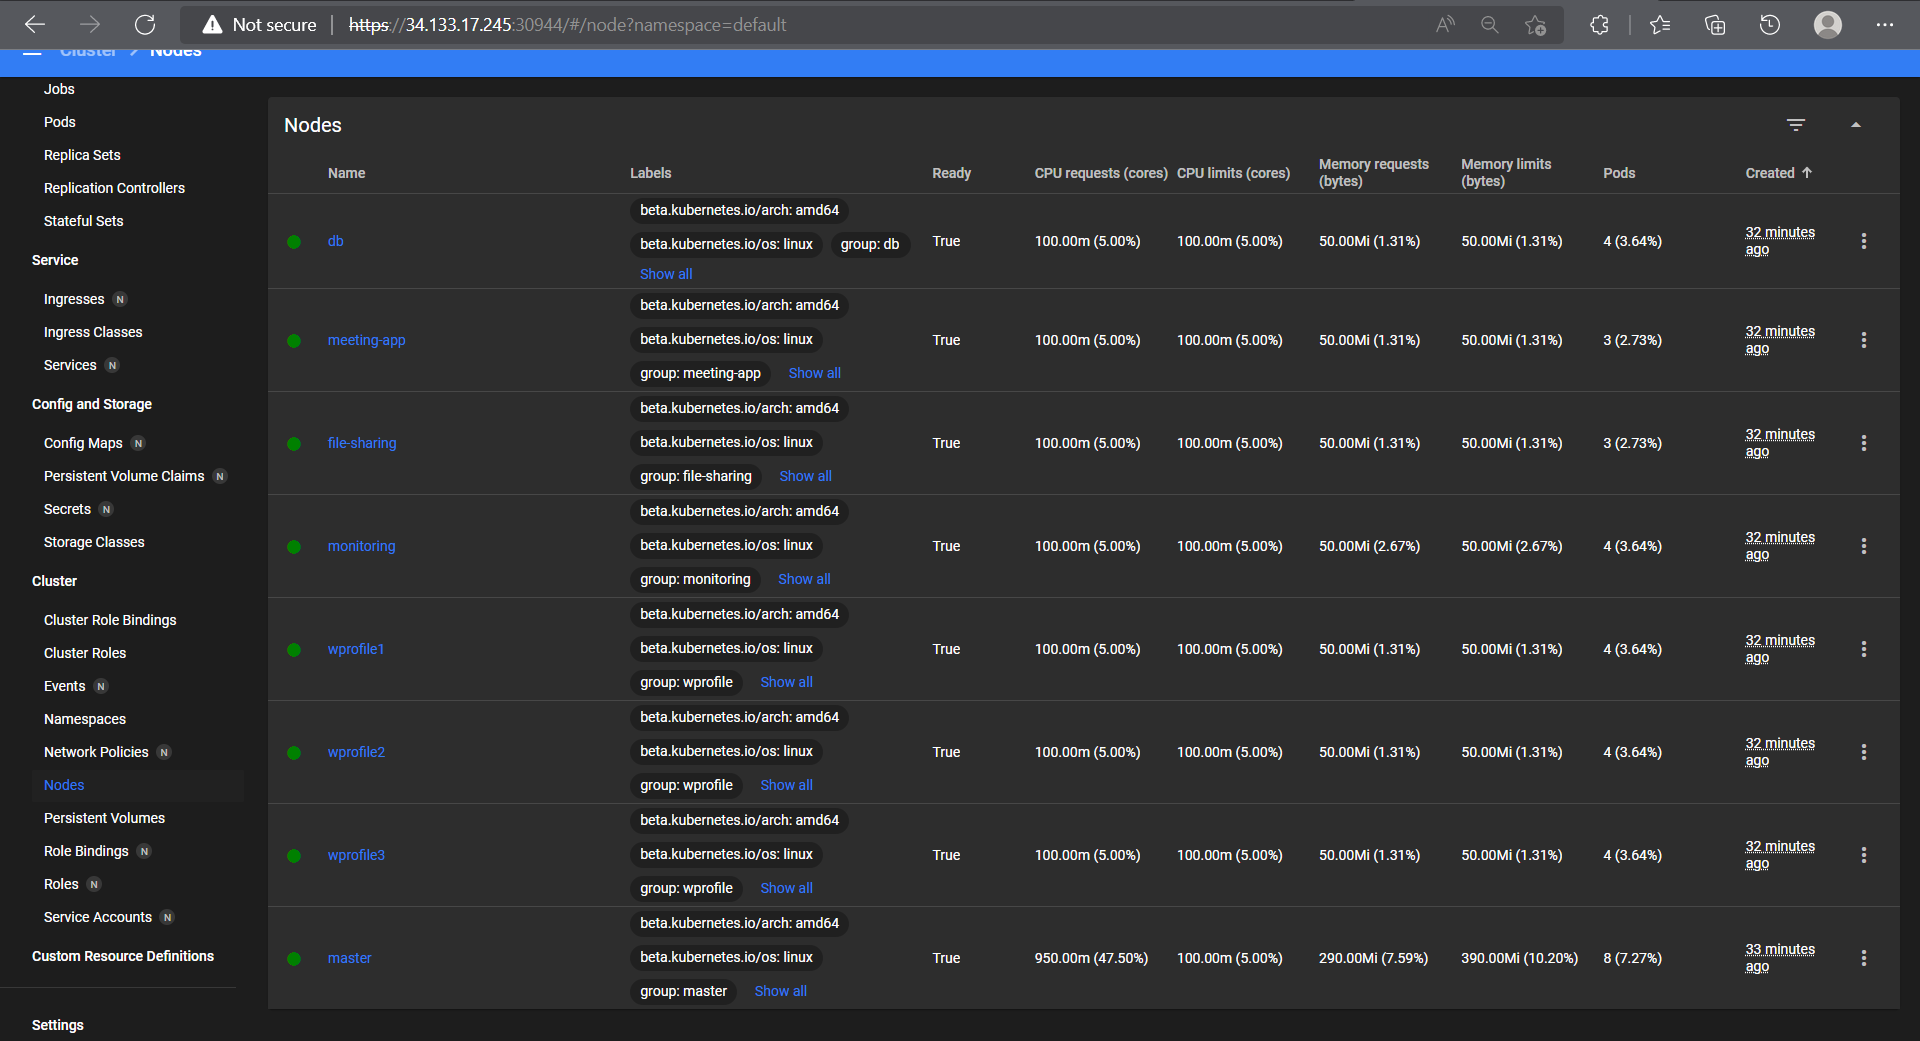 Not secure | https://34.133.17.245:30944/#/node?namespace=default
Cluster > Nodes
Jobs
Pods
Replica Sets
Replication Controllers
Stateful Sets
Service
Ingresses N
Ingress Classes
Services N
Config and Storage
Config Maps N
Persistent Volume Claims N
Secrets N
Storage Classes
Cluster
Cluster Role Bindings
Cluster Roles
Events N
Namespaces
Network Policies N
Nodes
Persistent Volumes
Role Bindings N
Roles N
Service Accounts N
Custom Resource Definitions
Settings
Nodes
Name Labels Ready CPU requests (cores) CPU limits (cores) Memory requests (bytes) Memory limits (bytes) Pods Created ↑
beta.kubernetes.io/arch: amd64
db beta.kubernetes.io/os: linux group: db True 100.00m (5.00%) 100.00m (5.00%) 50.00Mi (1.31%) 50.00Mi (1.31%) 4 (3.64%) 32 minutes ago
Show all
beta.kubernetes.io/arch: amd64
meeting-app beta.kubernetes.io/os: linux True 100.00m (5.00%) 100.00m (5.00%) 50.00Mi (1.31%) 50.00Mi (1.31%) 3 (2.73%) 32 minutes ago
group: meeting-app Show all
beta.kubernetes.io/arch: amd64
file-sharing beta.kubernetes.io/os: linux True 100.00m (5.00%) 100.00m (5.00%) 50.00Mi (1.31%) 50.00Mi (1.31%) 3 (2.73%) 32 minutes ago
group: file-sharing Show all
beta.kubernetes.io/arch: amd64
monitoring beta.kubernetes.io/os: linux True 100.00m (5.00%) 100.00m (5.00%) 50.00Mi (2.67%) 50.00Mi (2.67%) 4 (3.64%) 32 minutes ago
group: monitoring Show all
beta.kubernetes.io/arch: amd64
wprofile1 beta.kubernetes.io/os: linux True 100.00m (5.00%) 100.00m (5.00%) 50.00Mi (1.31%) 50.00Mi (1.31%) 4 (3.64%) 32 minutes ago
group: wprofile Show all
beta.kubernetes.io/arch: amd64
wprofile2 beta.kubernetes.io/os: linux True 100.00m (5.00%) 100.00m (5.00%) 50.00Mi (1.31%) 50.00Mi (1.31%) 4 (3.64%) 32 minutes ago
group: wprofile Show all
beta.kubernetes.io/arch: amd64
wprofile3 beta.kubernetes.io/os: linux True 100.00m (5.00%) 100.00m (5.00%) 50.00Mi (1.31%) 50.00Mi (1.31%) 4 (3.64%) 32 minutes ago
group: wprofile Show all
beta.kubernetes.io/arch: amd64
master beta.kubernetes.io/os: linux True 950.00m (47.50%) 100.00m (5.00%) 290.00Mi (7.59%) 390.00Mi (10.20%) 8 (7.27%) 33 minutes ago
group: master Show all